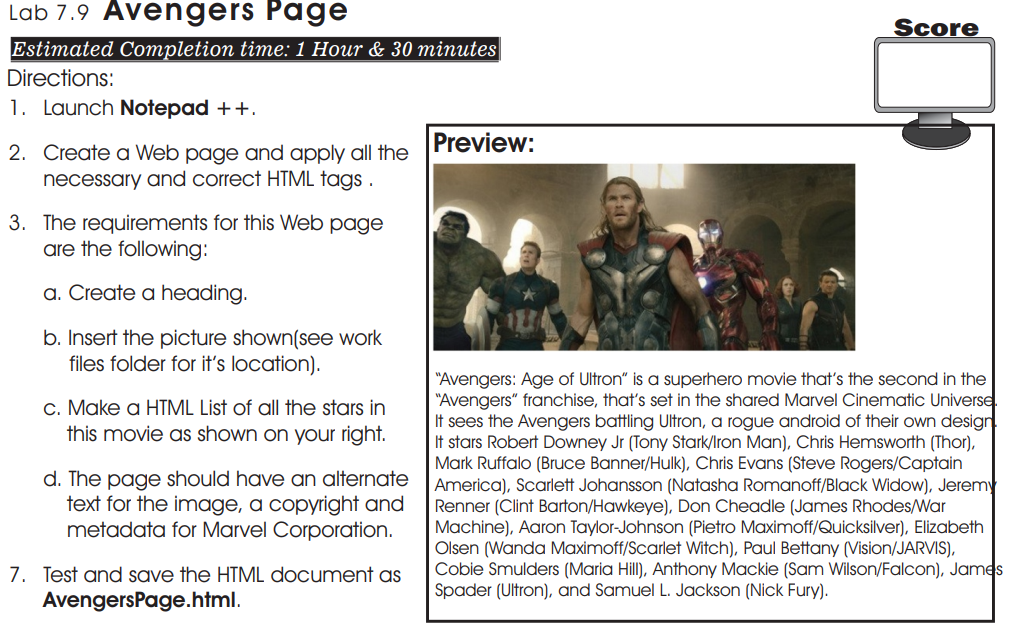 Lab 7.9 Avengers Page
Estimated Completion time: 1 Hour & 30 minutes
Score
Directions:
1. Launch Notepad ++.
2. Create a Web page and apply all the
necessary and correct HTML tags .
3. The requirements for this Web page
are the following:
a. Create a heading.
b. Insert the picture shown(see work
files folder for it's location).
c. Make a HTML List of all the stars in
this movie as shown on your right.
d. The page should have an alternate
text for the image, a copyright and
metadata for Marvel Corporation.
7. Test and save the HTML document as
AvengersPage.html.
Preview:
"Avengers: Age of Ultron" is a superhero movie that's the second in the
"Avengers" franchise, that's set in the shared Marvel Cinematic Universe.
It sees the Avengers battling Ultron, a rogue android of their own design.
It stars Robert Downey Jr (Tony Stark/Iron Man), Chris Hemsworth (Thor),
Mark Ruffalo (Bruce Banner/Hulk), Chris Evans (Steve Rogers/Captain
America), Scarlett Johansson (Natasha Romanoff/Black Widow), Jeremy
Renner (Clint Barton/Hawkeye), Don Cheadle (James Rhodes/War
Machine), Aaron Taylor-Johnson (Pietro Maximoff/Quicksilver), Elizabeth
Olsen (Wanda Maximoff/Scarlet Witch), Paul Bettany (Vision/JARVIS),
Cobie Smulders (Maria Hill), Anthony Mackie (Sam Wilson/Falcon), James
Spader (Ultron), and Samuel L. Jackson (Nick Fury).